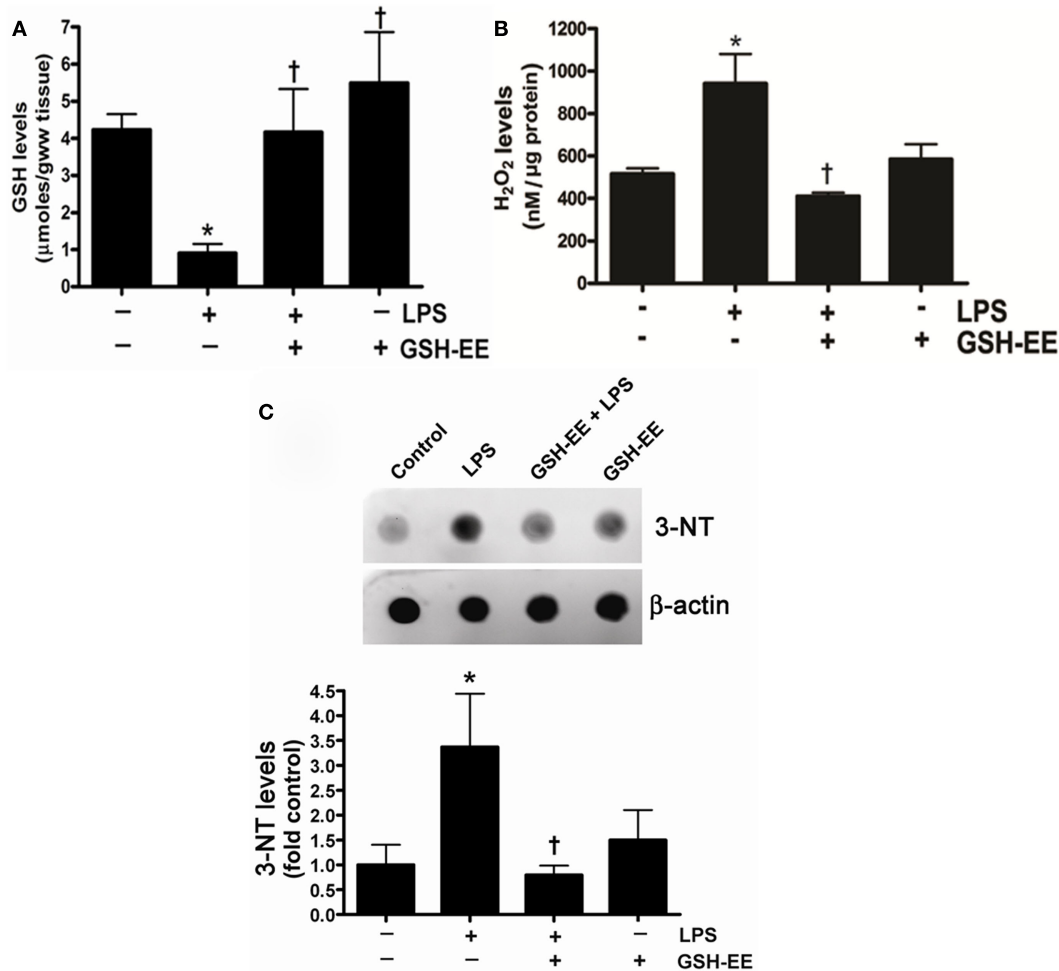 A
GSH levels
(μmoles/gww tissue)
7
6
5
4
3
2
1
0
*
†
†
− + + − LPS
− − + + GSH-EE
B
H₂O₂ levels
(nM/μg protein)
1200
1000
800
600
400
200
0
*
†
- + + - LPS
- - + + GSH-EE
C
Control
LPS
GSH-EE + LPS
GSH-EE
3-NT
β-actin
3-NT levels
(fold control)
4.5
4.0
3.5
3.0
2.5
2.0
1.5
1.0
0.5
0.0
*
†
− + + − LPS
− − + + GSH-EE